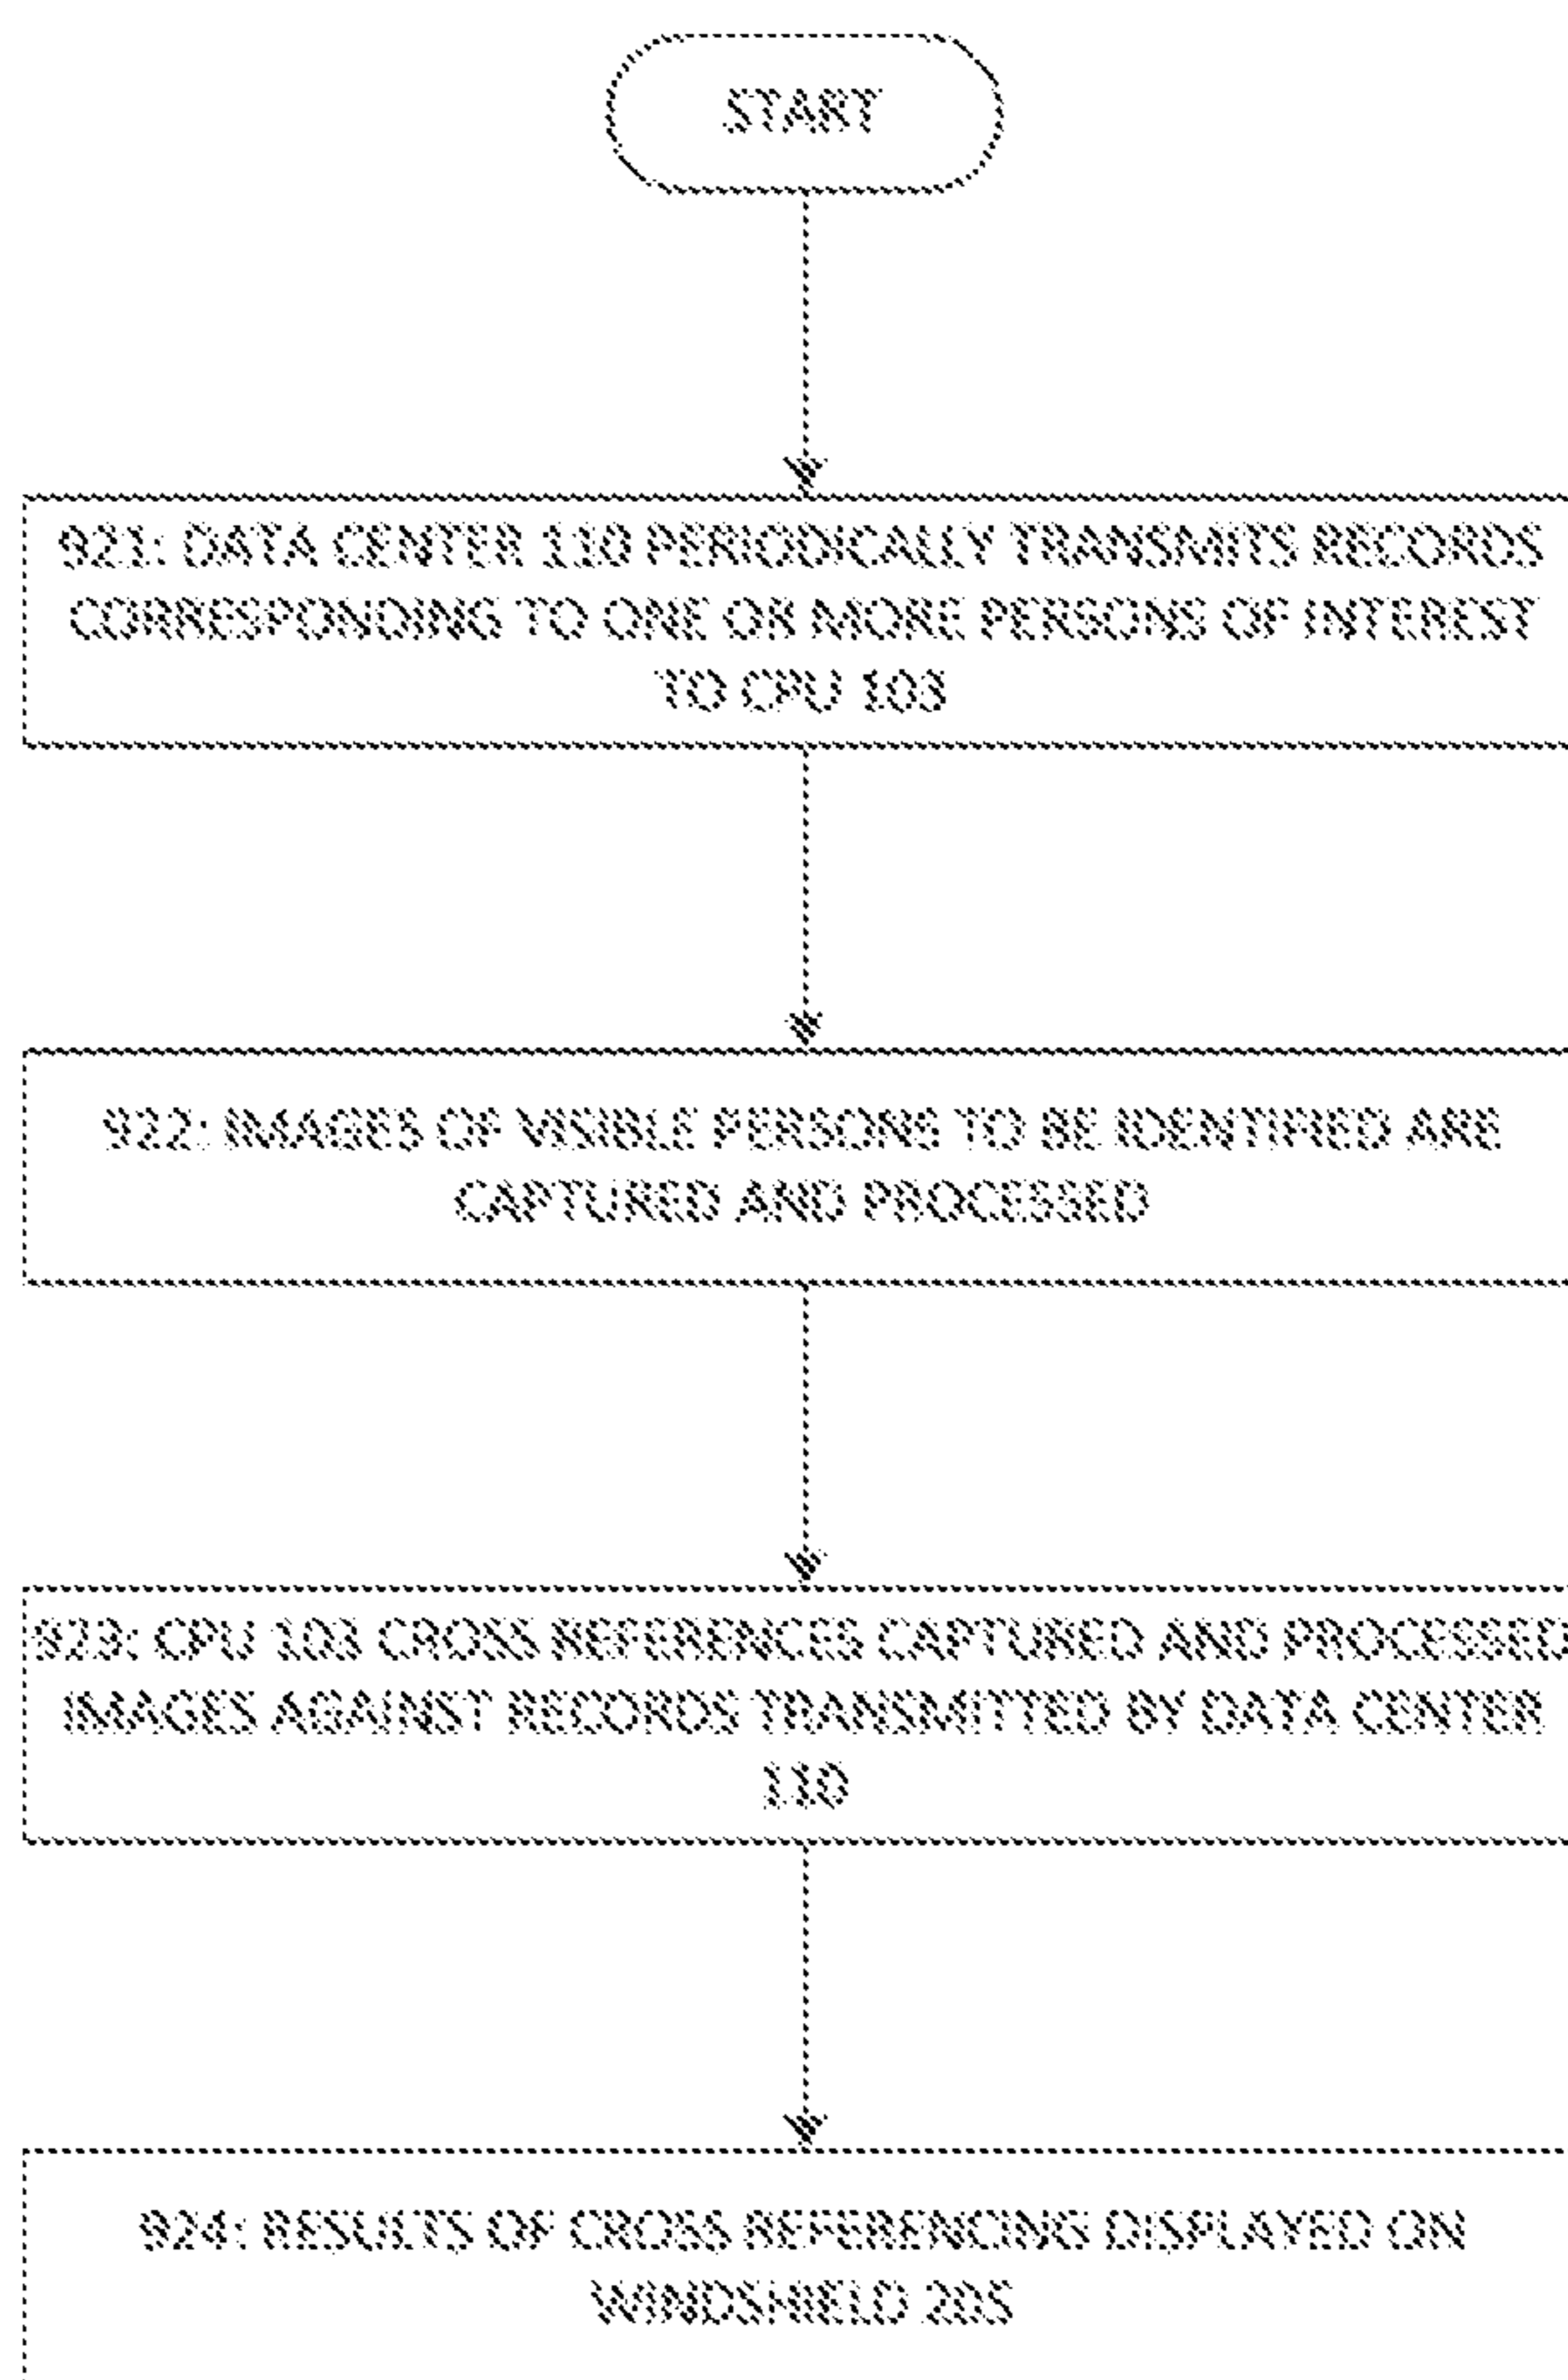 START
921: DATA CENTER 110 PERIODICALLY TRANSMITS RECORDS
CORRESPONDING TO ONE OR MORE PERSONS OF INTEREST
TO CPU 103
922: IMAGES OF VISIBLE PERSONS TO BE IDENTIFIED ARE
CAPTURED AND PROCESSED
923: CPU 103 CROSS REFERENCES CAPTURED AND PROCESSED
IMAGES AGAINST RECORDS TRANSMITTED BY DATA CENTER
110
924: RESULTS OF CROSS REFERENCING DISPLAYED ON
WINDSHIELD 205